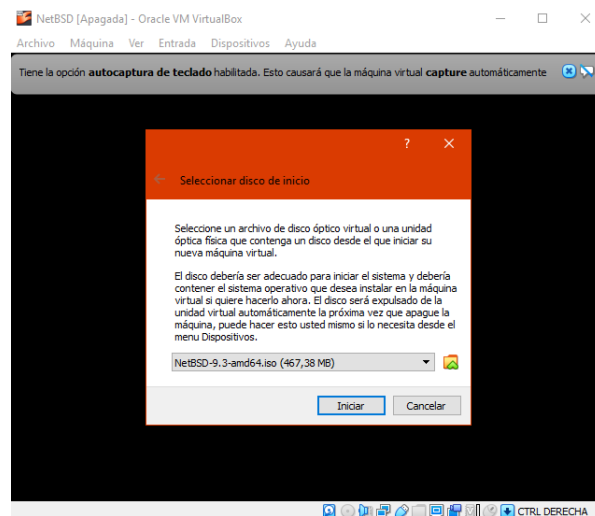 NetBSD [Apagada] - Oracle VM VirtualBox
Archivo Máquina Ver Entrada Dispositivos Ayuda
Tiene la opción autocaptura de teclado habilitada. Esto causará que la máquina virtual capture automáticamente
Seleccionar disco de inicio
Seleccione un archivo de disco óptico virtual o una unidad
óptica física que contenga un disco desde el que iniciar su
nueva máquina virtual.
El disco debería ser adecuado para iniciar el sistema y debería
contener el sistema operativo que desea instalar en la máquina
virtual si quiere hacerlo ahora. El disco será expulsado de la
unidad virtual automáticamente la próxima vez que apague la
máquina, puede hacer esto usted mismo si lo necesita desde el
menu Dispositivos.
NetBSD-9.3-amd64.iso (467,38 MB)
Iniciar Cancelar
CTRL DERECHA